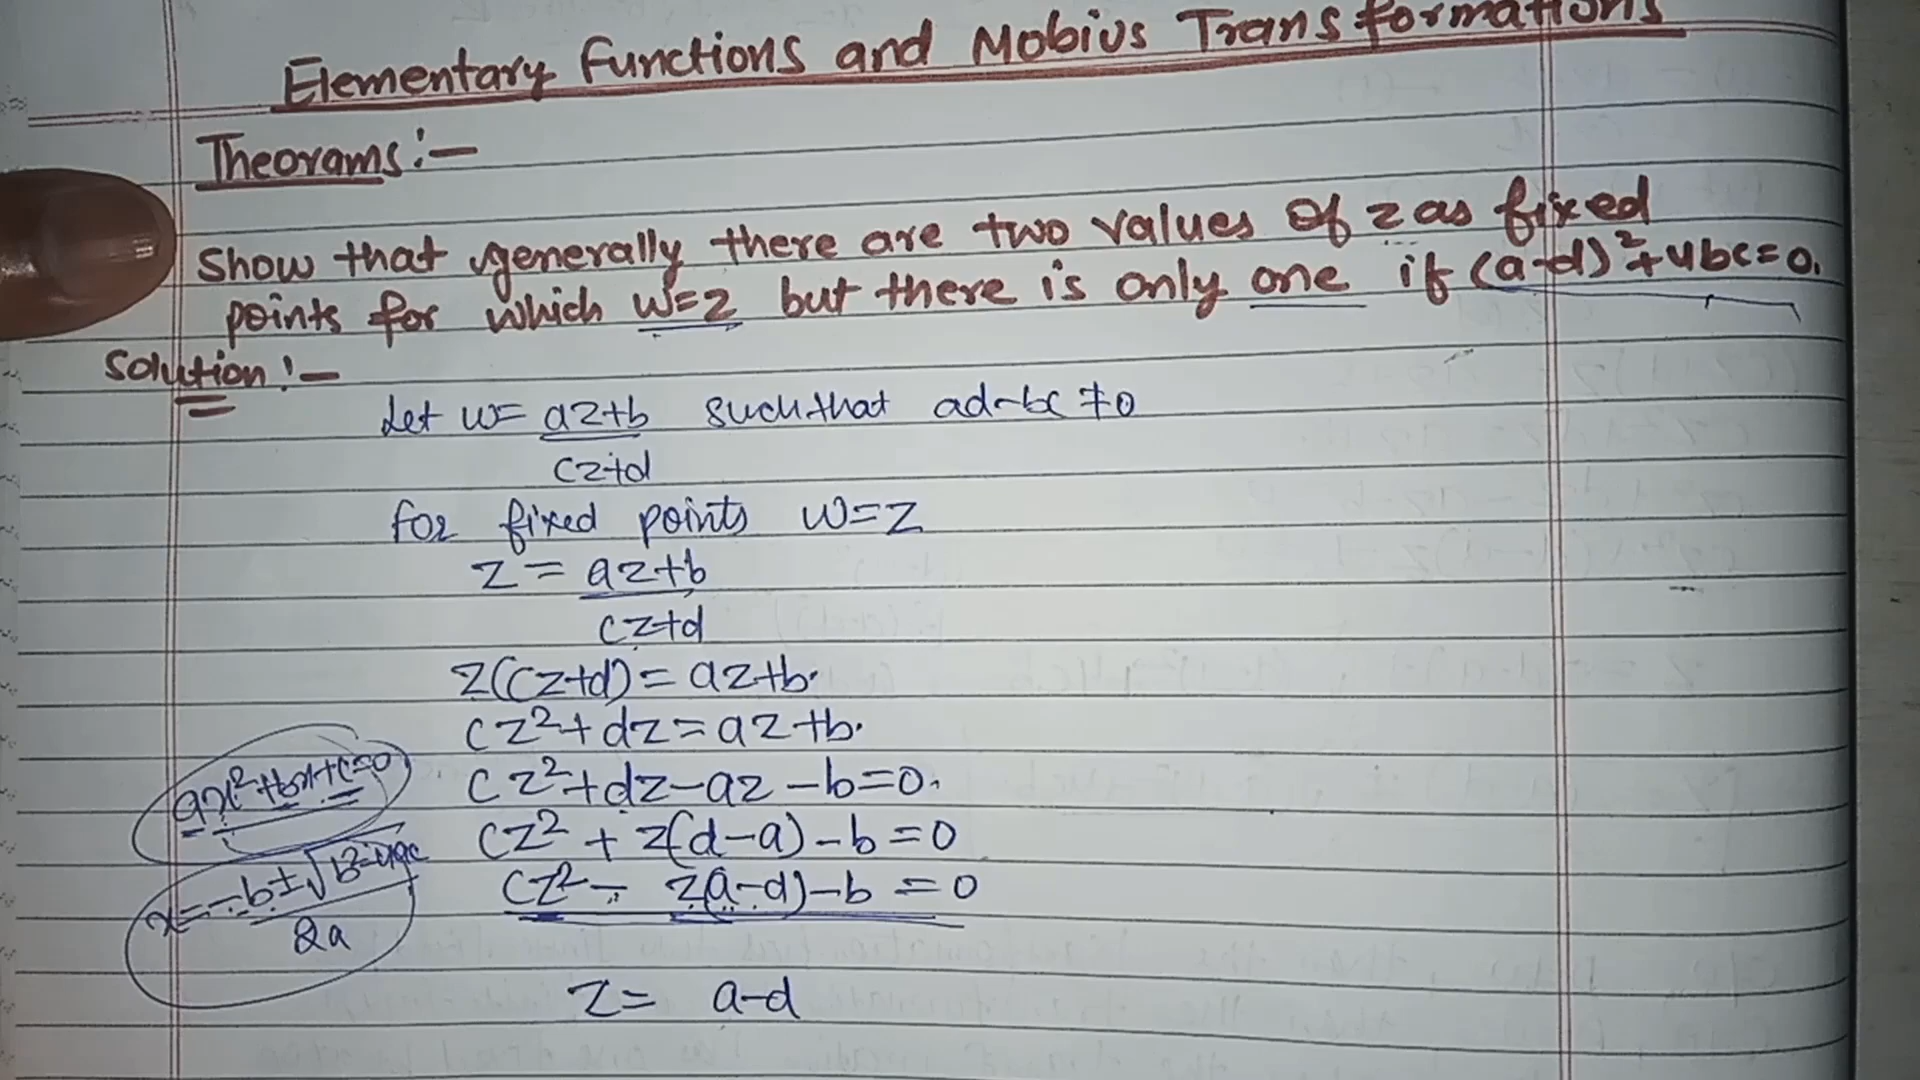 Elementary Functions and Mobius Transformations
Theorams:-
Show that generally there are two values of z as fixed
points for which w=z but there is only one if (a-d)²+4bc=0.
Solution:-
Let w= az+b such that ad-bc ≠0
cz+d
for fixed points w=z
z= az+b
cz+d
z(cz+d)=az+b.
cz²+dz=az+b.
cz²+dz-az-b=0.
cz²+z(d-a)-b=0
cz²- z(a-d)-b=0
z= a-d
ax²+bx+c=0
x=-b±√b²-4ac
2a